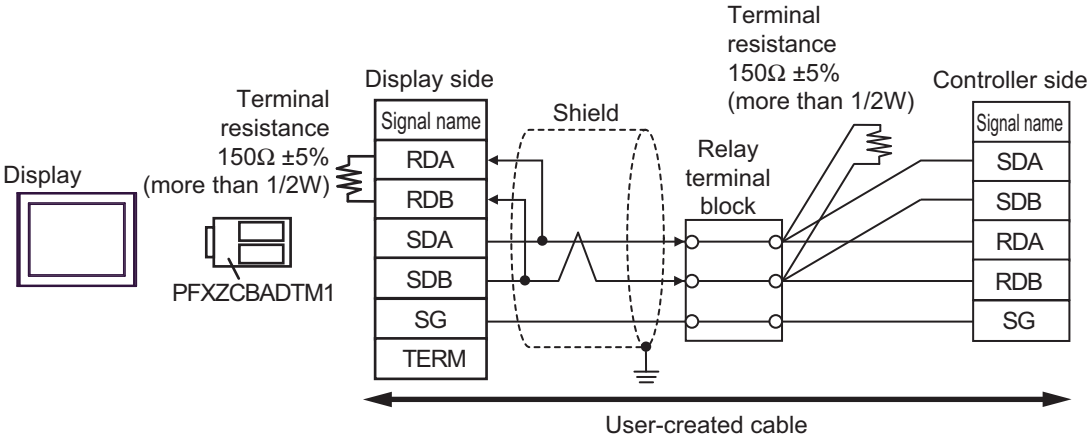 Terminal
resistance
150Ω ±5%
(more than 1/2W)
Display side
Controller side
Terminal
resistance
150Ω ±5%
(more than 1/2W)
Shield
Relay
terminal
block
Display
PFXZCBADTM1
Signal name
RDA
RDB
SDA
SDB
SG
TERM
Signal name
SDA
SDB
RDA
RDB
SG
User-created cable